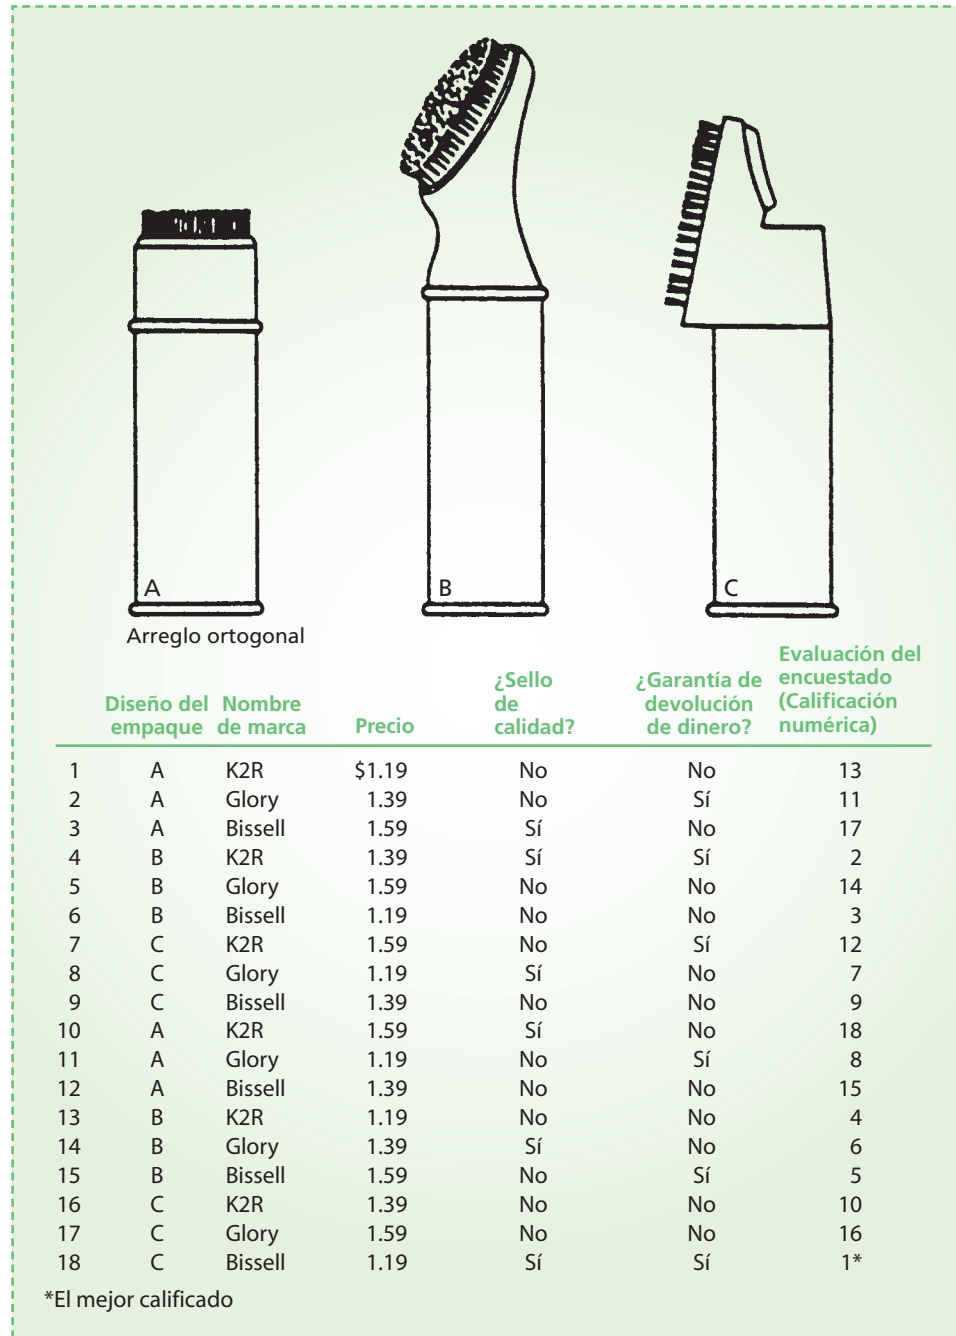 A B C
Arreglo ortogonal
Diseño del empaque Nombre de marca Precio ¿Sello de calidad? ¿Garantía de devolución de dinero? Evaluación del encuestado (Calificación numérica)
1 A K2R $1.19 No No 13
2 A Glory 1.39 No Sí 11
3 A Bissell 1.59 Sí No 17
4 B K2R 1.39 Sí Sí 2
5 B Glory 1.59 No No 14
6 B Bissell 1.19 No No 3
7 C K2R 1.59 No Sí 12
8 C Glory 1.19 Sí No 7
9 C Bissell 1.39 No No 9
10 A K2R 1.59 Sí No 18
11 A Glory 1.19 No Sí 8
12 A Bissell 1.39 No No 15
13 B K2R 1.19 No No 4
14 B Glory 1.39 Sí No 6
15 B Bissell 1.59 No Sí 5
16 C K2R 1.39 No No 10
17 C Glory 1.59 No No 16
18 C Bissell 1.19 Sí Sí 1*
*El mejor calificado